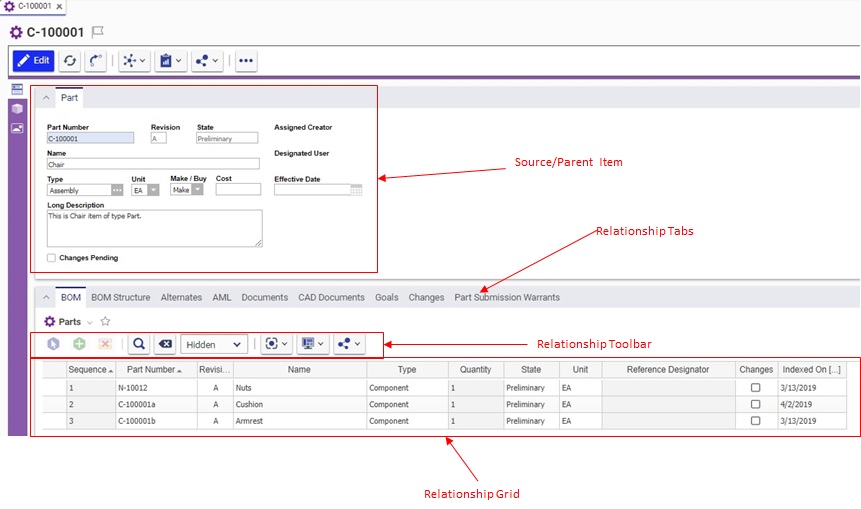 C-100001 ×
C-100001
Edit
Part
Part Number Revision State Assigned Creator
C-100001 A Preliminary
Name Designated User
Chair
Type Unit Make / Buy Cost Effective Date
Assembly EA Make
Long Description
This is Chair item of type Part.
Changes Pending
Source/Parent Item
Relationship Tabs
BOM BOM Structure Alternates AML Documents CAD Documents Goals Changes Part Submission Warrants
Parts
Hidden
Relationship Toolbar
Sequence Part Number Revisi... Name Type Quantity State Unit Reference Designator Changes Indexed On [...]
1 N-10012 A Nuts Component 1 Preliminary EA 3/13/2019
2 C-100001a A Cushion Component 1 Preliminary EA 4/2/2019
3 C-100001b A Armrest Component 1 Preliminary EA 3/13/2019
Relationship Grid